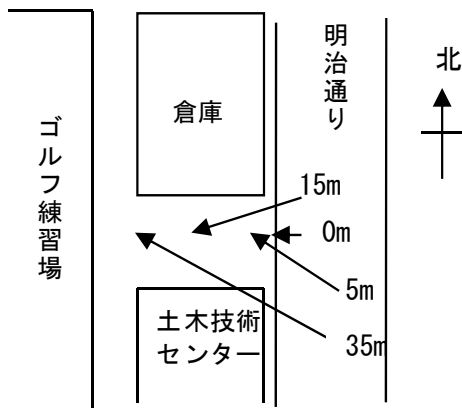 明治通り
北
倉庫
ゴルフ練習場
15m
0m
5m
土木技術
センター
35m